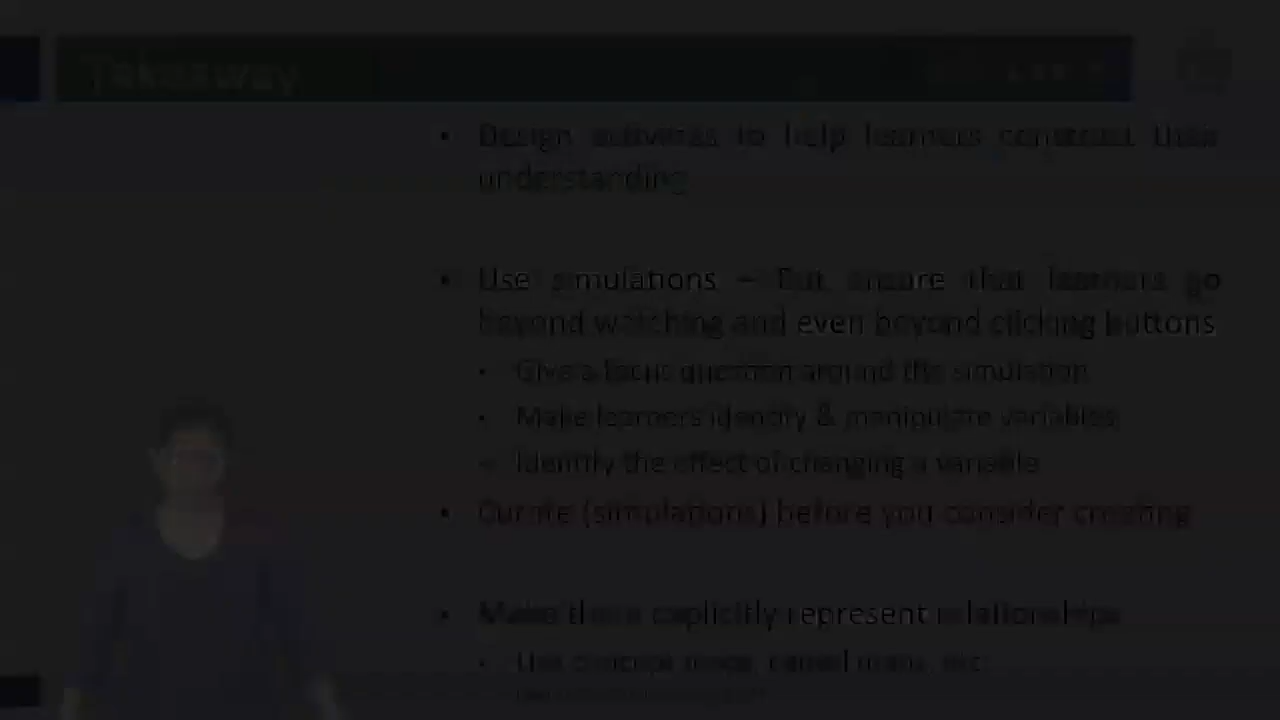 Takeaway
• Design activities to help learners construct their
understanding
• Use simulations – But ensure that learners go
beyond watching and even beyond clicking buttons
• Give a focus question around the simulation
• Make learners identify & manipulate variables
• Identify the effect of changing a variable
• Curate (simulations) before you consider creating
• Make them explicitly represent relationships
• Use concept maps, causal maps, etc.